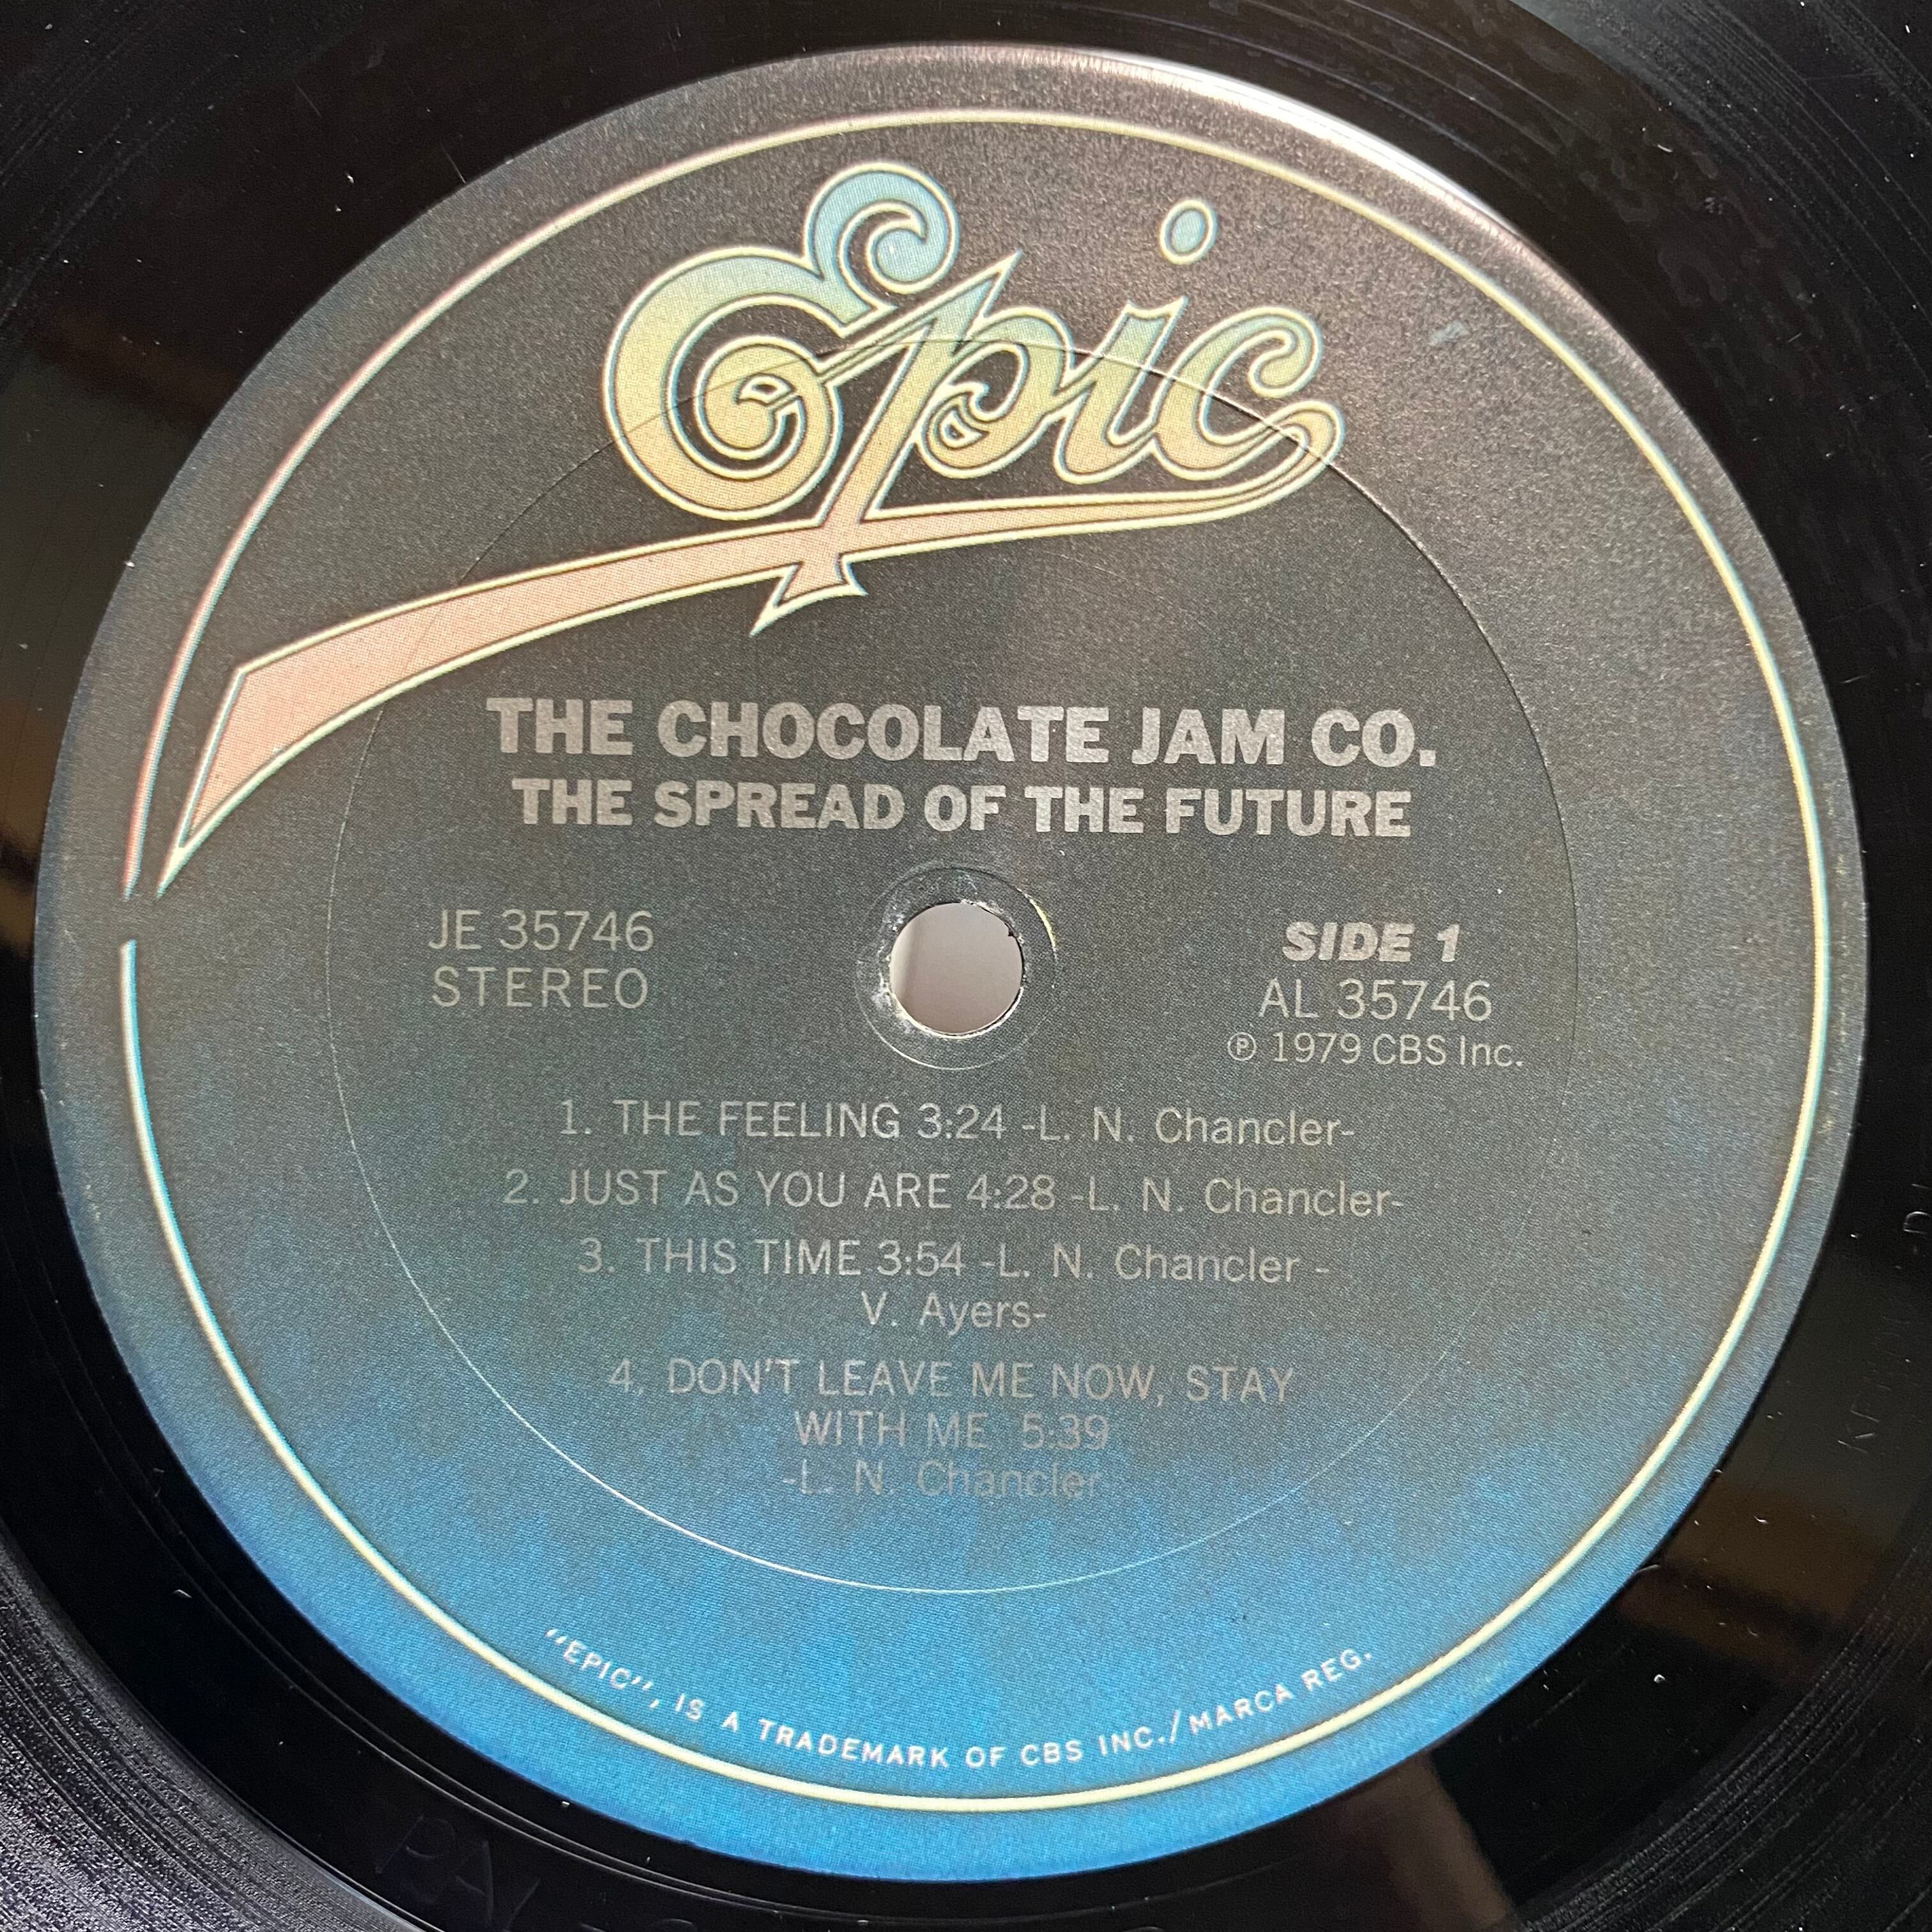 Epic
THE CHOCOLATE JAM CO.
THE SPREAD OF THE FUTURE
JE 35746
STEREO
SIDE 1
AL 35746
℗ 1979 CBS Inc.
1. THE FEELING 3:24 -L. N. Chancler-
2. JUST AS YOU ARE 4:28 -L. N. Chancler-
3. THIS TIME 3:54 -L. N. Chancler -
V. Ayers-
4. DON'T LEAVE ME NOW, STAY
WITH ME 5:39
-L. N. Chancler
"EPIC", IS A TRADEMARK OF CBS INC./MARCA REG.